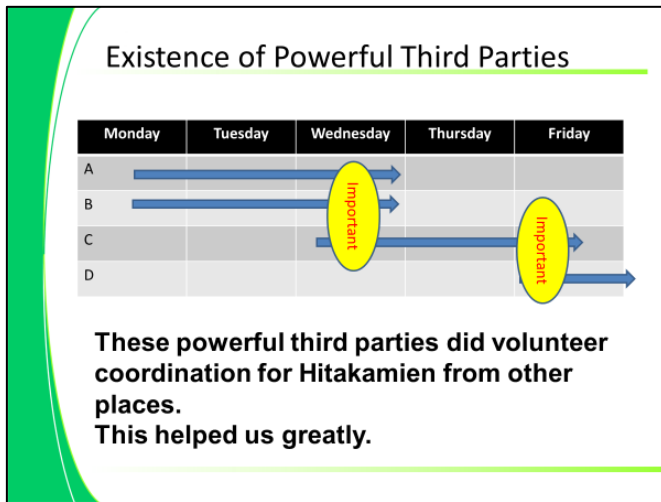 Existence of Powerful Third Parties
Monday Tuesday Wednesday Thursday Friday
A
B
C
D
Important
Important
These powerful third parties did volunteer
coordination for Hitakamien from other
places.
This helped us greatly.